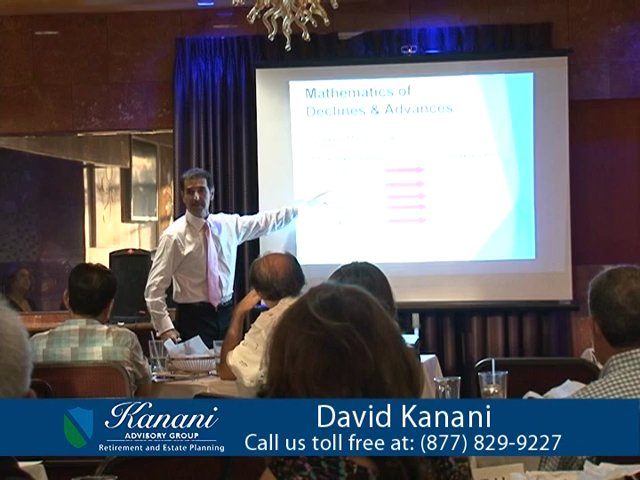 Mathematics of
Declines & Advances
Kanani
ADVISORY GROUP
Retirement and Estate Planning
David Kanani
Call us toll free at: (877) 829-9227